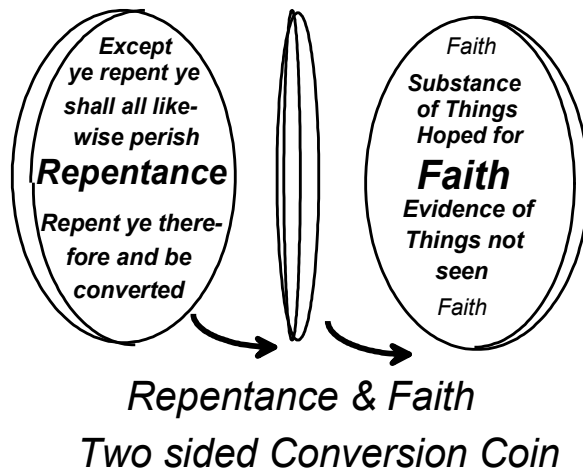 Except
ye repent ye
shall all like-
wise perish
Repentance
Repent ye there-
fore and be
converted
Faith
Substance
of Things
Hoped for
Faith
Evidence of
Things not
seen
Faith
Repentance & Faith
Two sided Conversion Coin